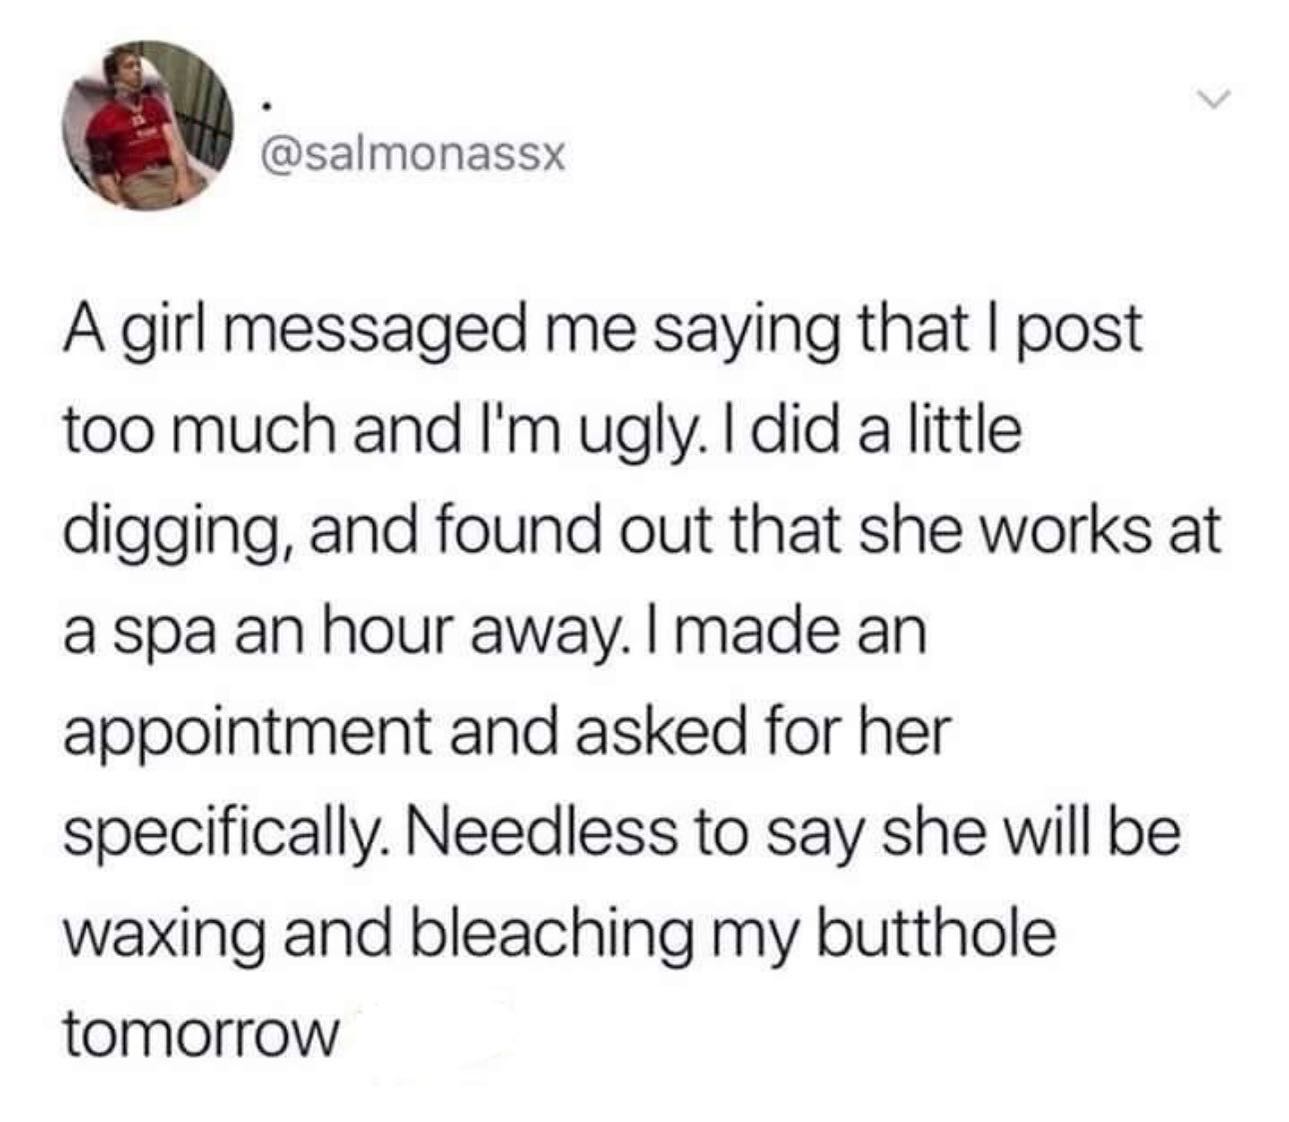 .
@salmonassx
A girl messaged me saying that I post
too much and I'm ugly. I did a little
digging, and found out that she works at
a spa an hour away. I made an
appointment and asked for her
specifically. Needless to say she will be
waxing and bleaching my butthole
tomorrow